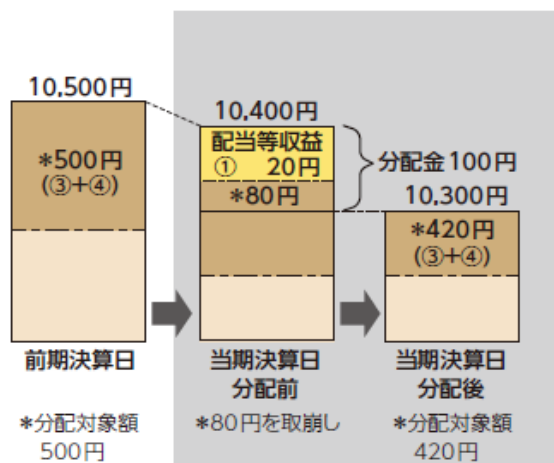 10,500円
*500円
(③+④)
前期決算日
*分配対象額
500円
10,400円
配当等収益
① 20円
*80円
分配金100円
当期決算日
分配前
*80円を取崩し
10,300円
*420円
(③+④)
当期決算日
分配後
*分配対象額
420円